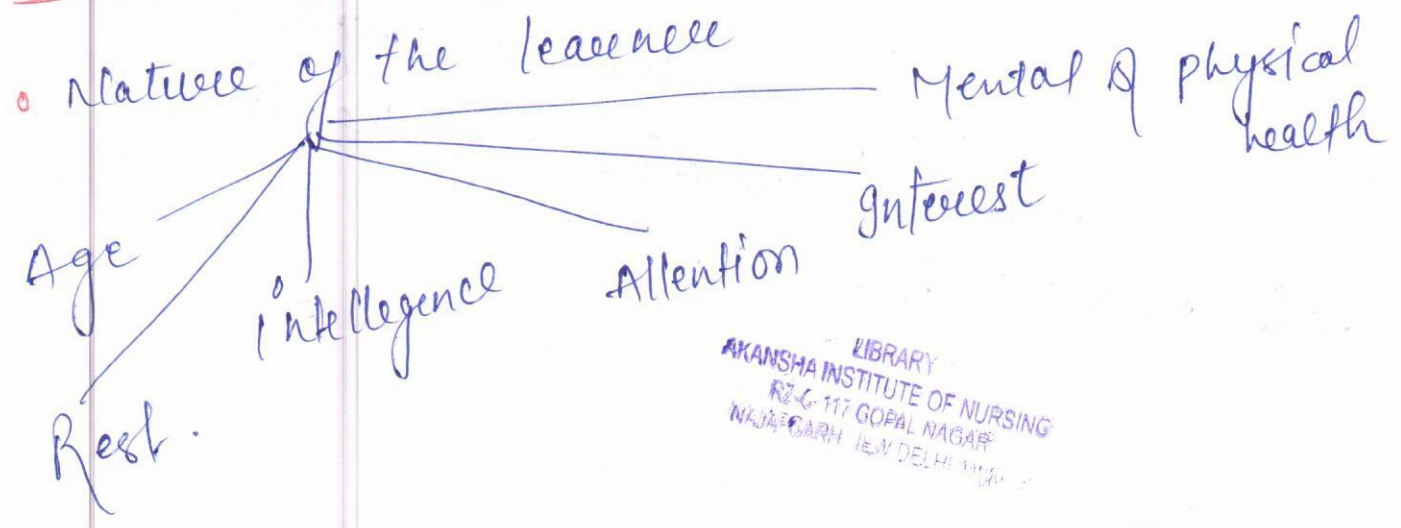 Nature of the learner
Mental & physical
health
Interest
Age
intellegence
Attention
Rest.
LIBRARY
AKANSHA INSTITUTE OF NURSING
RZ-C-117 GOPAL NAGAR
NAJAFGARH NEW DELHI